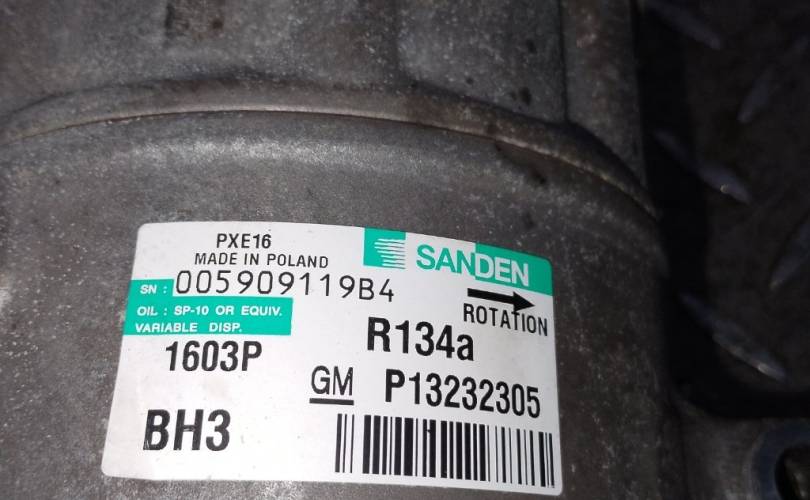 PXE16
MADE IN POLAND
SANDEN
SN : 005909119B4
ROTATION
OIL : SP-10 OR EQUIV.
VARIABLE DISP.
1603P
R134a
GM P13232305
BH3